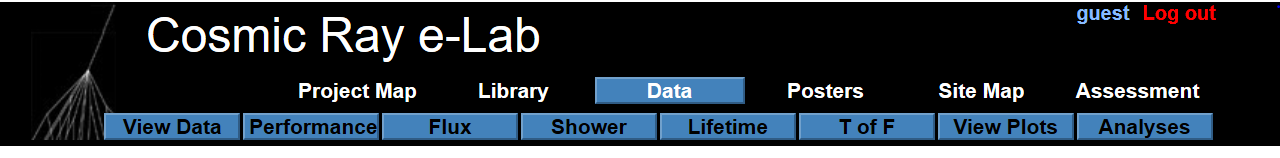 guest Log out
Cosmic Ray e-Lab
Project Map Library Data Posters Site Map Assessment
View Data Performance Flux Shower Lifetime T of F View Plots Analyses